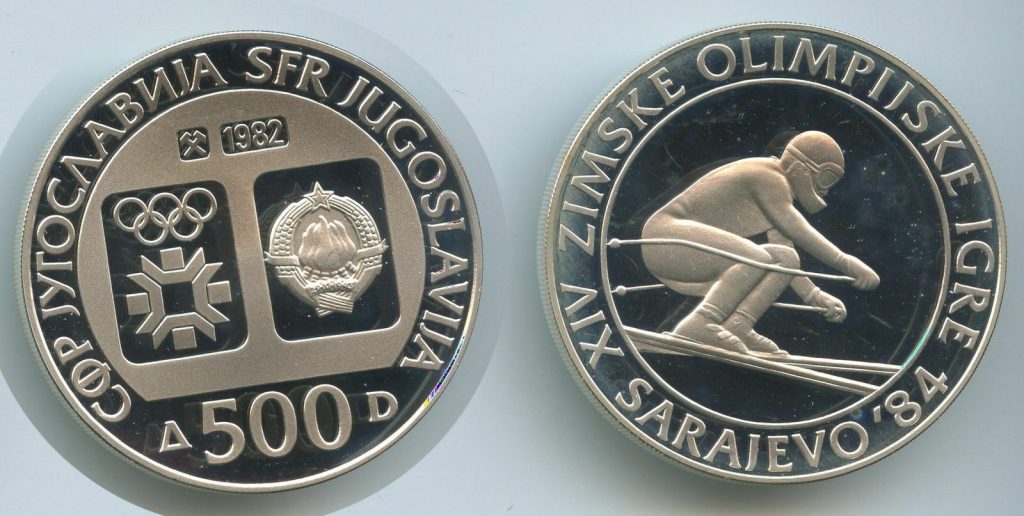 СФР ЈУГОСЛАВИЈА SFR JUGOSLAVIJA
1982
Д 500 D
XIV ZIMSKE OLIMPIJSKE IGRE
SARAJEVO '84